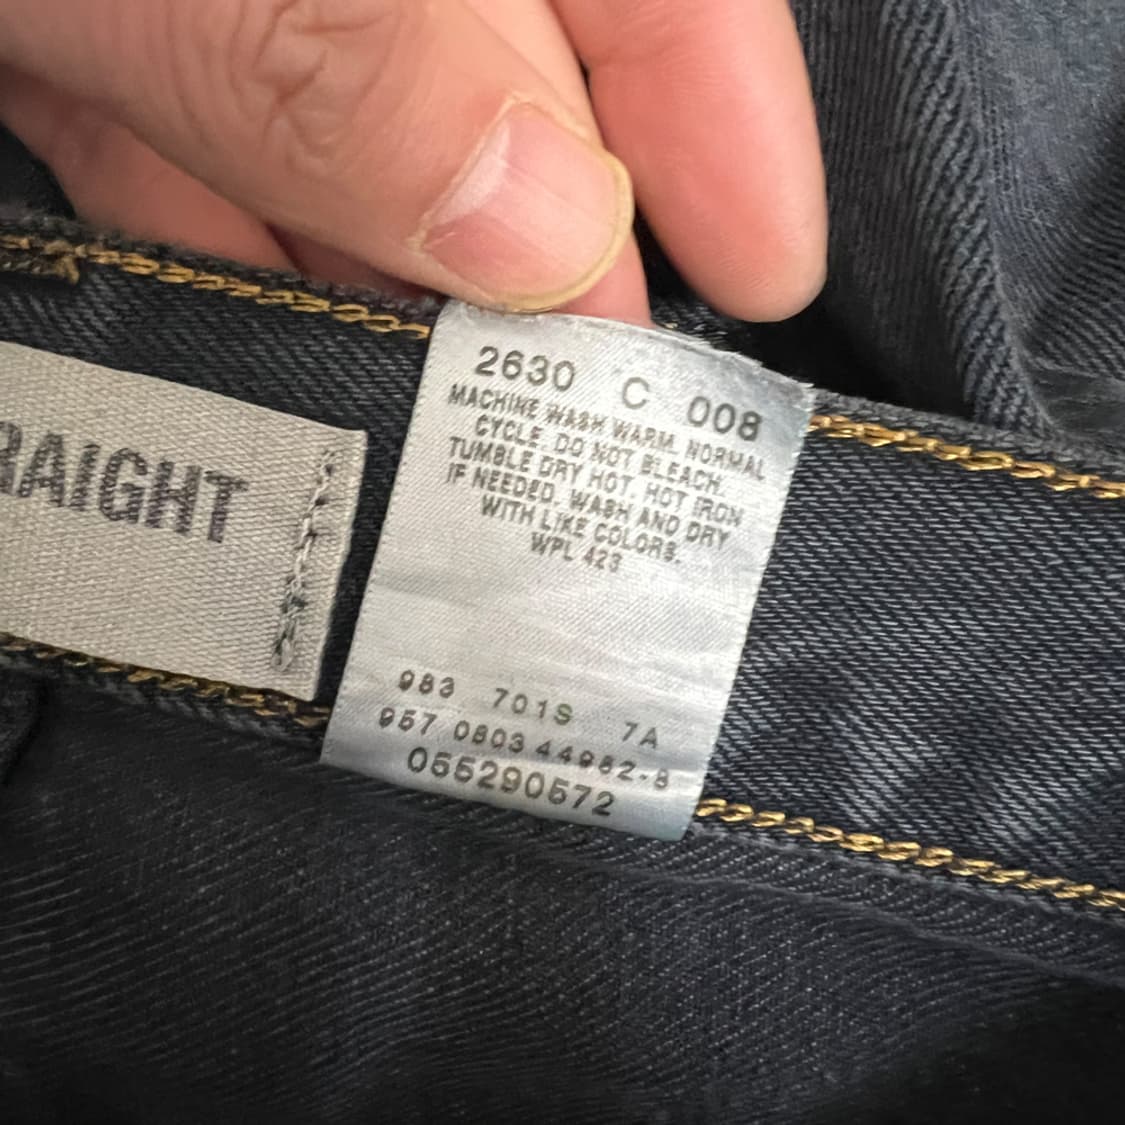 RAIGHT
2630 C 008
MACHINE WASH WARM, NORMAL
CYCLE. DO NOT BLEACH.
TUMBLE DRY HOT. HOT IRON
IF NEEDED. WASH AND DRY
WITH LIKE COLORS.
WPL 423
983 701S 7A
957 0803 44982-8
055290572